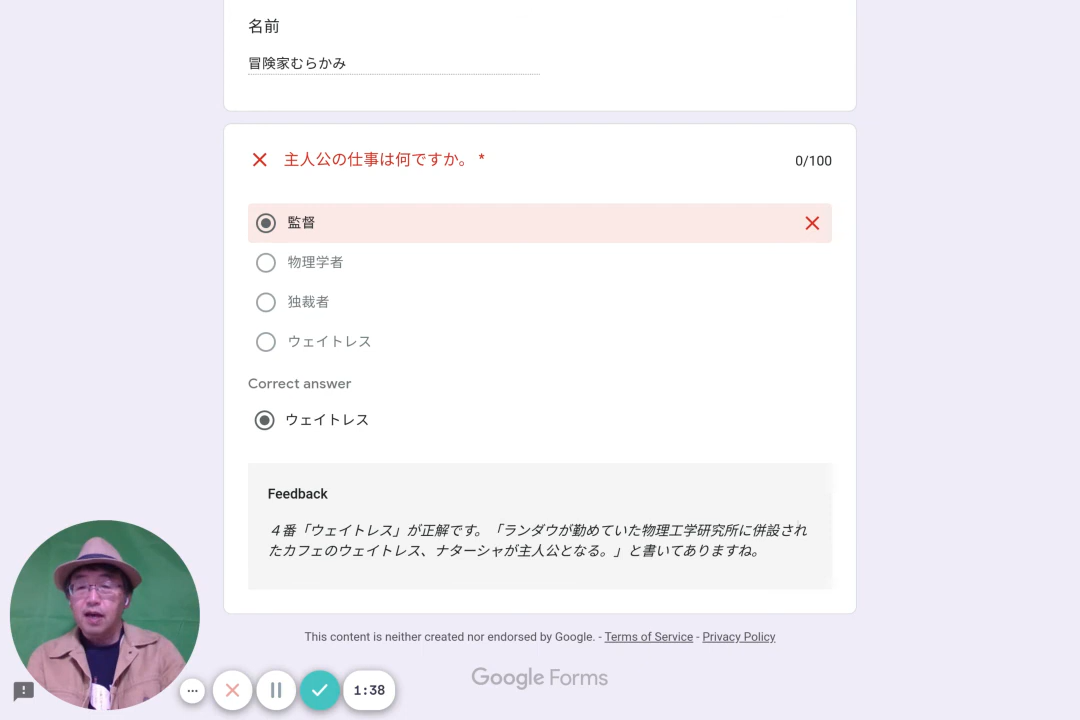 名前
冒険家むらかみ
主人公の仕事は何ですか。 *
0/100
監督
物理学者
独裁者
ウェイトレス
Correct answer
ウェイトレス
Feedback
４番「ウェイトレス」が正解です。「ランダウが勤めていた物理工学研究所に併設され
たカフェのウェイトレス、ナターシャが主人公となる。」と書いてありますね。
This content is neither created nor endorsed by Google. - Terms of Service - Privacy Policy
Google Forms
1:38